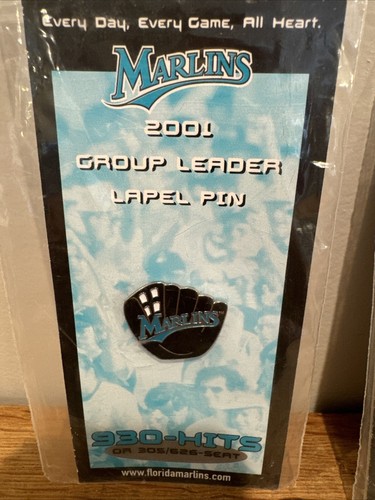 Every Day, Every Game, All Heart.
MARLINS
2001
GROUP LEADER
LAPEL PIN
MARLINS
930-HITS
OR 305/626-SEAT
www.floridamarlins.com